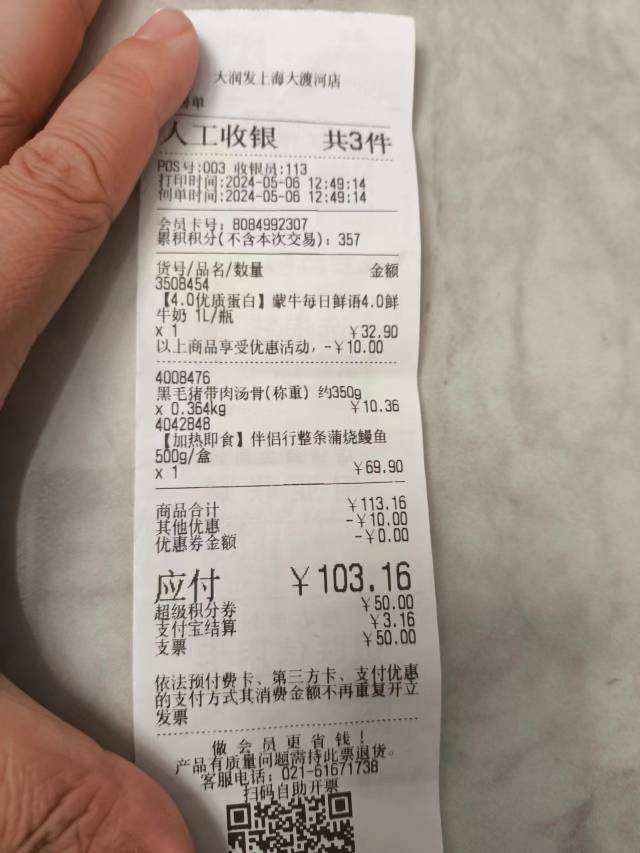 大润发上海大渡河店
单
人工收银 共3件
POS号:003 收银员:113
打印时间:2024-05-06 12:49:14
创单时间:2024-05-06 12:49:14
会员卡号: 8084992307
累积积分(不含本次交易): 357
货号/品名/数量 金额
3508454
【4.0优质蛋白】蒙牛每日鲜语4.0鲜
牛奶 1L/瓶
x 1 ¥32.90
以上商品享受优惠活动, -¥10.00
4008476
黑毛猪带肉汤骨(称重) 约350g
x 0.364kg ¥10.36
4042848
【加热即食】伴侣行整条蒲烧鳗鱼
500g/盒
x 1 ¥69.90
商品合计 ¥113.16
其他优惠 -¥10.00
优惠券金额 -¥0.00
应付 ¥103.16
超级积分券 ¥50.00
支付宝结算 ¥3.16
支票 ¥50.00
依法预付费卡、第三方卡、支付优惠
的支付方式其消费金额不再重复开立
发票
做会员更省钱!
产品有质量问题需持此票退货。
客服电话: 021-61671738
扫码自助开票